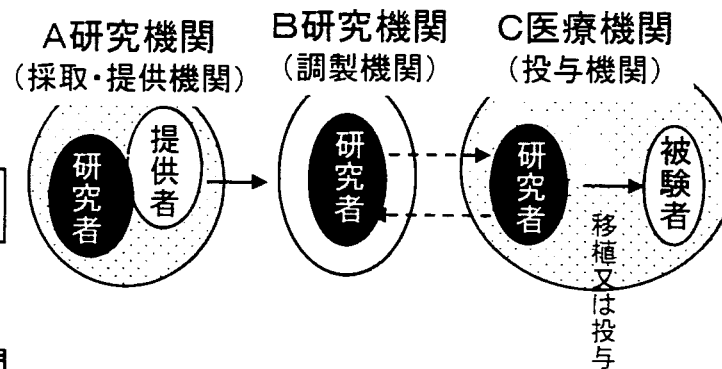 A研究機関
(採取・提供機関)
B研究機関
(調製機関)
C医療機関
(投与機関)
研究者
提供者
研究者
研究者
被験者
移植又は投与